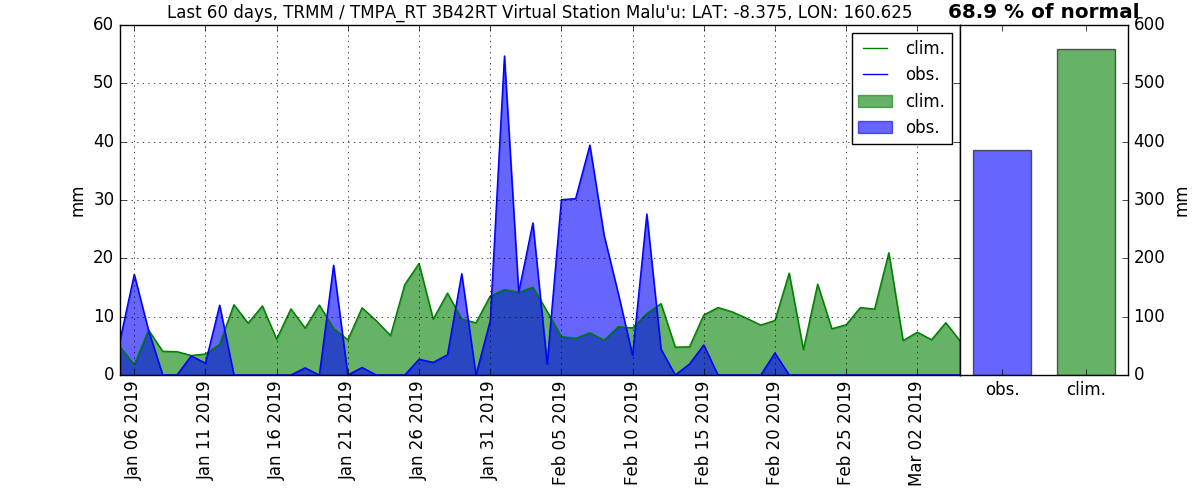 Last 60 days, TRMM / TMPA_RT 3B42RT Virtual Station Malu'u: LAT: -8.375, LON: 160.625
68.9 % of normal
60
50
40
30
20
10
0
mm
clim.
obs.
clim.
obs.
Jan 06 2019
Jan 11 2019
Jan 16 2019
Jan 21 2019
Jan 26 2019
Jan 31 2019
Feb 05 2019
Feb 10 2019
Feb 15 2019
Feb 20 2019
Feb 25 2019
Mar 02 2019
600
500
400
300
200
100
0
mm
obs.
clim.